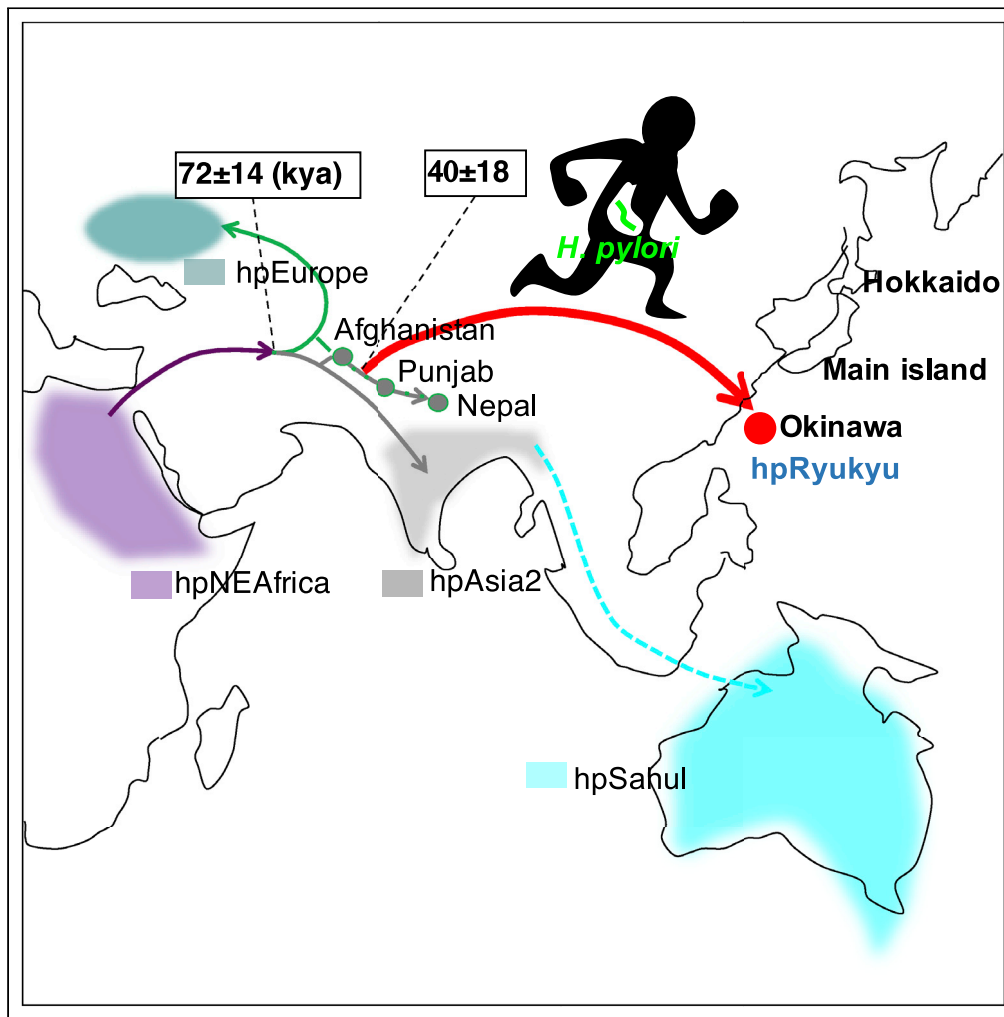 72±14 (kya)
40±18
H. pylori
hpEurope
Hokkaido
Afghanistan
Punjab
Main island
Nepal
Okinawa
hpRyukyu
hpNEAfrica
hpAsia2
hpSahul